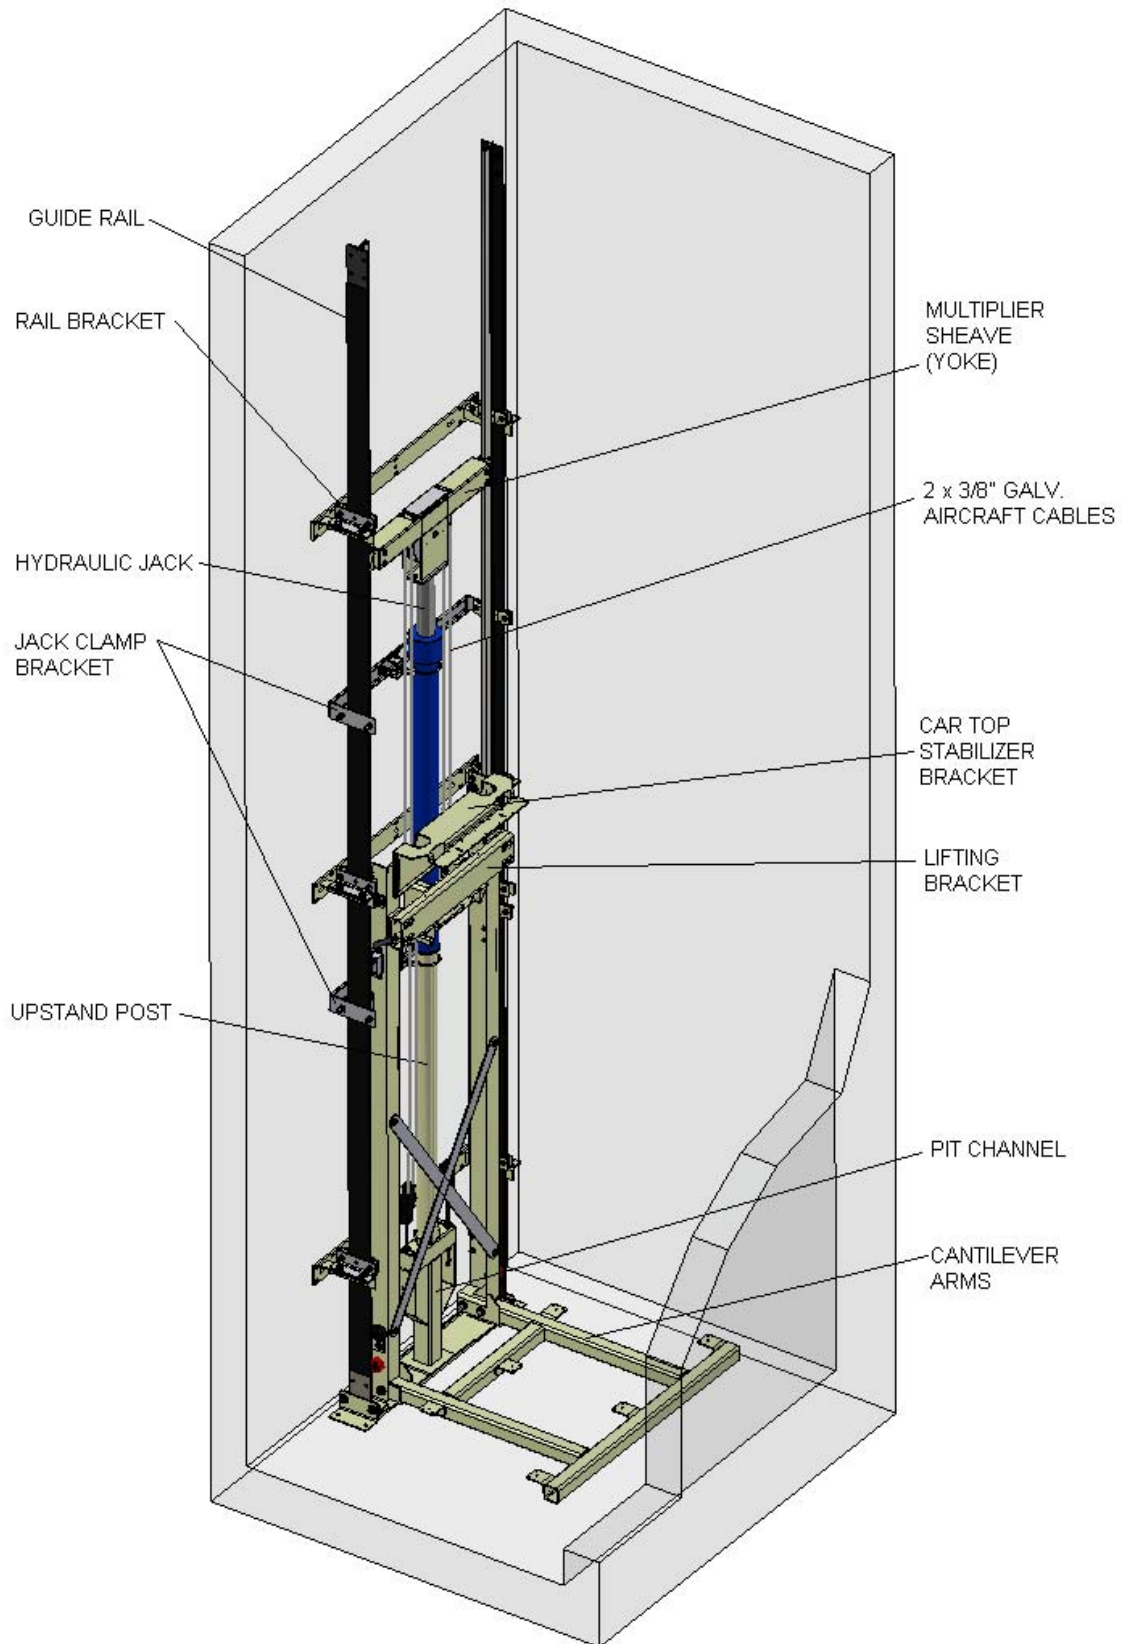 GUIDE RAIL
RAIL BRACKET
HYDRAULIC JACK
JACK CLAMP
BRACKET
UPSTAND POST
MULTIPLIER
SHEAVE
(YOKE)
2 x 3/8" GALV.
AIRCRAFT CABLES
CAR TOP
STABILIZER
BRACKET
LIFTING
BRACKET
PIT CHANNEL
CANTILEVER
ARMS